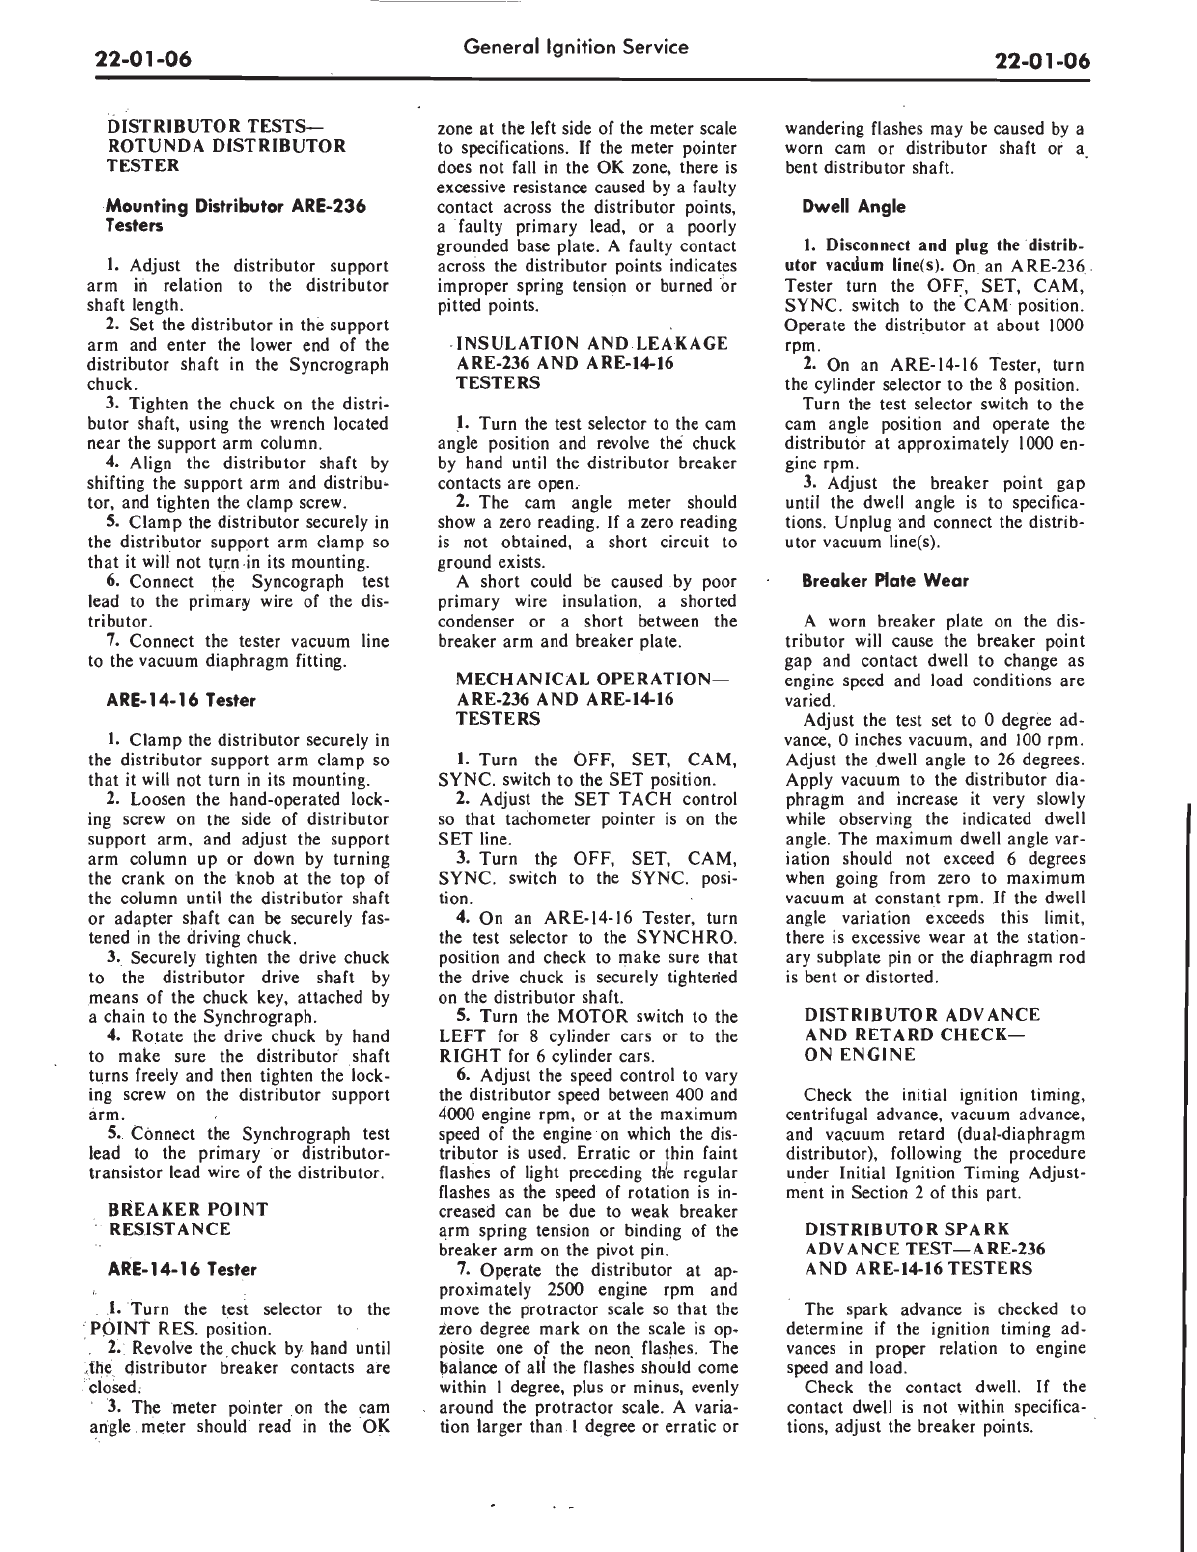 22-01-06
General Ignition Service
22-01-06
DISTRIBUTOR TESTS—
ROTUNDA DISTRIBUTOR
TESTER
Mounting Distributor ARE-236
Testers
1. Adjust the distributor support
arm in relation to the distributor
shaft length.
2. Set the distributor in the support
arm and enter the lower end of the
distributor shaft in the Syncrograph
chuck.
3. Tighten the chuck on the distri-
butor shaft, using the wrench located
near the support arm column.
4. Align the distributor shaft by
shifting the support arm and distribu-
tor, and tighten the clamp screw.
5. Clamp the distributor securely in
the distributor support arm clamp so
that it will not turn in its mounting.
6. Connect the Syncograph test
lead to the primary wire of the dis-
tributor.
7. Connect the tester vacuum line
to the vacuum diaphragm fitting.
ARE-14-16 Tester
1. Clamp the distributor securely in
the distributor support arm clamp so
that it will not turn in its mounting.
2. Loosen the hand-operated lock-
ing screw on the side of distributor
support arm, and adjust the support
arm column up or down by turning
the crank on the knob at the top of
the column until the distributor shaft
or adapter shaft can be securely fas-
tened in the driving chuck.
3. Securely tighten the drive chuck
to the distributor drive shaft by
means of the chuck key, attached by
a chain to the Synchrograph.
4. Rotate the drive chuck by hand
to make sure the distributor shaft
turns freely and then tighten the lock-
ing screw on the distributor support
arm.
5. Connect the Synchrograph test
lead to the primary or distributor-
transistor lead wire of the distributor.
BREAKER POINT
RESISTANCE
ARE-14-16 Tester
1. Turn the test selector to the
POINT RES. position.
2. Revolve the chuck by hand until
the distributor breaker contacts are
closed.
3. The meter pointer on the cam
angle meter should read in the OK
zone at the left side of the meter scale
to specifications. If the meter pointer
does not fall in the OK zone, there is
excessive resistance caused by a faulty
contact across the distributor points,
a faulty primary lead, or a poorly
grounded base plate. A faulty contact
across the distributor points indicates
improper spring tension or burned or
pitted points.
INSULATION AND LEAKAGE
ARE-236 AND ARE-14-16
TESTERS
1. Turn the test selector to the cam
angle position and revolve the chuck
by hand until the distributor breaker
contacts are open.
2. The cam angle meter should
show a zero reading. If a zero reading
is not obtained, a short circuit to
ground exists.
A short could be caused by poor
primary wire insulation, a shorted
condenser or a short between the
breaker arm and breaker plate.
MECHANICAL OPERATION—
ARE-236 AND ARE-14-16
TESTERS
1. Turn the OFF, SET, CAM,
SYNC. switch to the SET position.
2. Adjust the SET TACH control
so that tachometer pointer is on the
SET line.
3. Turn the OFF, SET, CAM,
SYNC. switch to the SYNC. posi-
tion.
4. On an ARE-14-16 Tester, turn
the test selector to the SYNCHRO.
position and check to make sure that
the drive chuck is securely tightened
on the distributor shaft.
5. Turn the MOTOR switch to the
LEFT for 8 cylinder cars or to the
RIGHT for 6 cylinder cars.
6. Adjust the speed control to vary
the distributor speed between 400 and
4000 engine rpm, or at the maximum
speed of the engine on which the dis-
tributor is used. Erratic or thin faint
flashes of light preceding the regular
flashes as the speed of rotation is in-
creased can be due to weak breaker
arm spring tension or binding of the
breaker arm on the pivot pin.
7. Operate the distributor at ap-
proximately 2500 engine rpm and
move the protractor scale so that the
zero degree mark on the scale is op-
posite one of the neon flashes. The
balance of all the flashes should come
within 1 degree, plus or minus, evenly
around the protractor scale. A varia-
tion larger than 1 degree or erratic or
wandering flashes may be caused by a
worn cam or distributor shaft or a
bent distributor shaft.
Dwell Angle
1. Disconnect and plug the distrib-
utor vacuum line(s). On an ARE-236
Tester turn the OFF, SET, CAM,
SYNC. switch to the CAM position.
Operate the distributor at about 1000
rpm.
2. On an ARE-14-16 Tester, turn
the cylinder selector to the 8 position.
Turn the test selector switch to the
cam angle position and operate the
distributor at approximately 1000 en-
gine rpm.
3. Adjust the breaker point gap
until the dwell angle is to specifica-
tions. Unplug and connect the distrib-
utor vacuum line(s).
Breaker Plate Wear
A worn breaker plate on the dis-
tributor will cause the breaker point
gap and contact dwell to change as
engine speed and load conditions are
varied.
Adjust the test set to 0 degree ad-
vance, 0 inches vacuum, and 100 rpm.
Adjust the dwell angle to 26 degrees.
Apply vacuum to the distributor dia-
phragm and increase it very slowly
while observing the indicated dwell
angle. The maximum dwell angle var-
iation should not exceed 6 degrees
when going from zero to maximum
vacuum at constant rpm. If the dwell
angle variation exceeds this limit,
there is excessive wear at the station-
ary subplate pin or the diaphragm rod
is bent or distorted.
DISTRIBUTOR ADVANCE
AND RETARD CHECK—
ON ENGINE
Check the initial ignition timing,
centrifugal advance, vacuum advance,
and vacuum retard (dual-diaphragm
distributor), following the procedure
under Initial Ignition Timing Adjust-
ment in Section 2 of this part.
DISTRIBUTOR SPARK
ADVANCE TEST—ARE-236
AND ARE-14-16 TESTERS
The spark advance is checked to
determine if the ignition timing ad-
vances in proper relation to engine
speed and load.
Check the contact dwell. If the
contact dwell is not within specifica-
tions, adjust the breaker points.